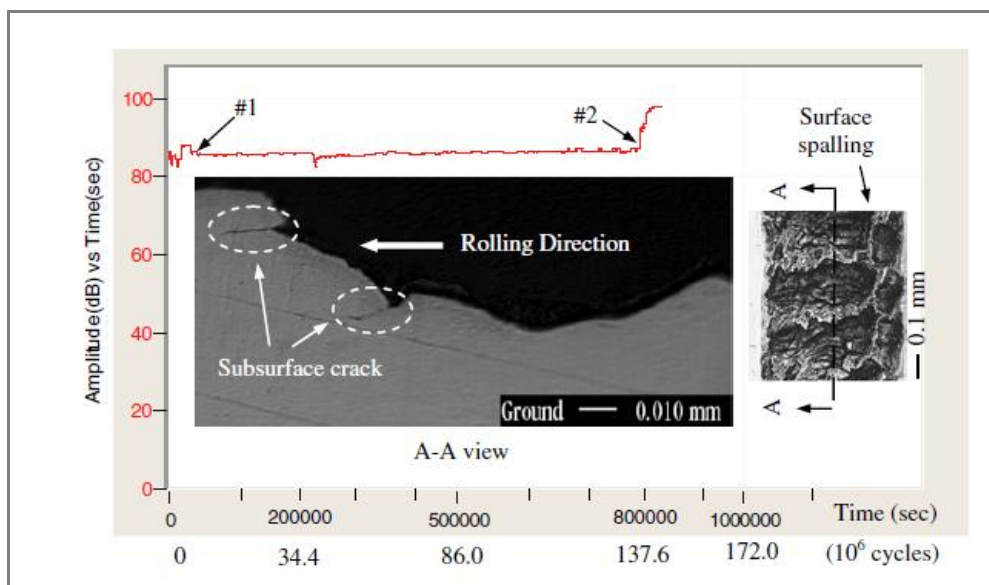 #1
#2
Surface
spalling
A
Rolling Direction
Subsurface crack
Ground 0.010 mm
0.1 mm
A
A-A view
Amplitude(dB) vs Time(sec)
100
80
60
40
20
0
0 200000 500000 800000 1000000 Time (sec)
0 34.4 86.0 137.6 172.0 (10⁶ cycles)